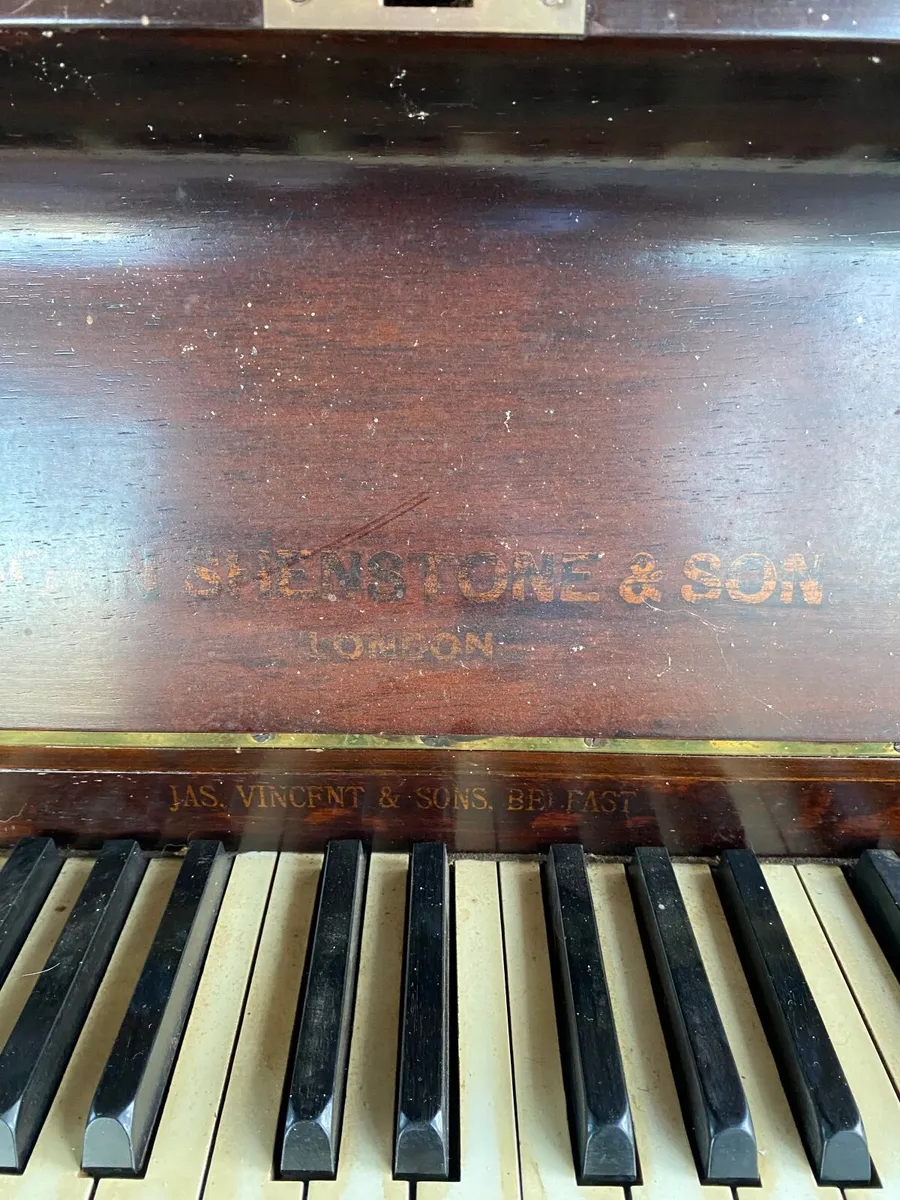 SHENSTONE & SON
LONDON
JAS. VINCENT & SONS. BELFAST